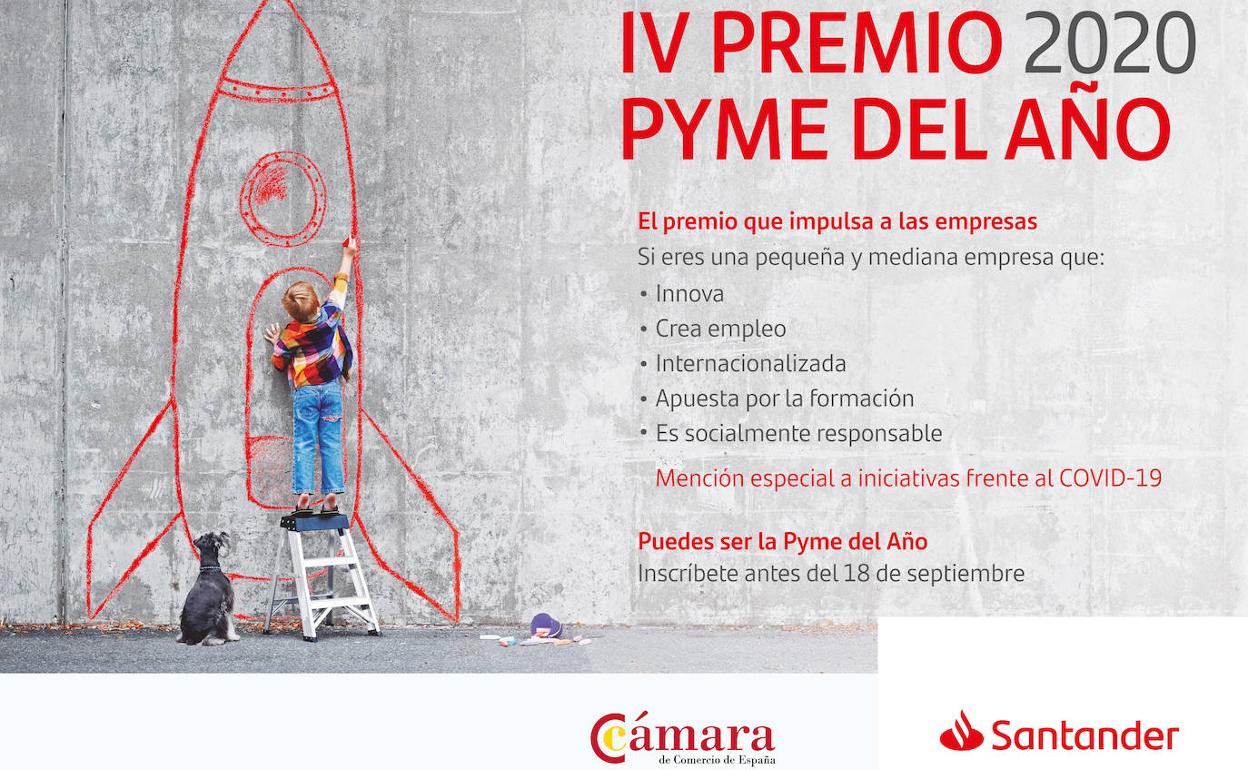 IV PREMIO 2020
PYME DEL AÑO
El premio que impulsa a las empresas
Si eres una pequeña y mediana empresa que:
• Innova
• Crea empleo
• Internacionalizada
• Apuesta por la formación
• Es socialmente responsable
Mención especial a iniciativas frente al COVID-19
Puedes ser la Pyme del Año
Inscríbete antes del 18 de septiembre
Cámara
de Comercio de España
Santander